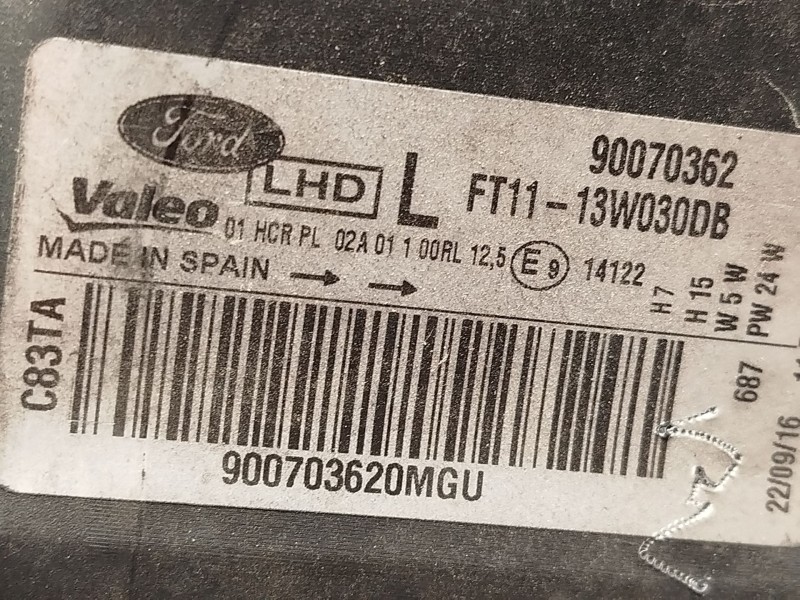 Ford
LHD L
90070362
Valeo
FT11-13W030DB
01 HCR PL 02A 01 1 00RL 12,5 E9 14122
MADE IN SPAIN
H7
H 15
W 5 W
PW 24 W
C83TA
687
22/09/16
900703620MGU